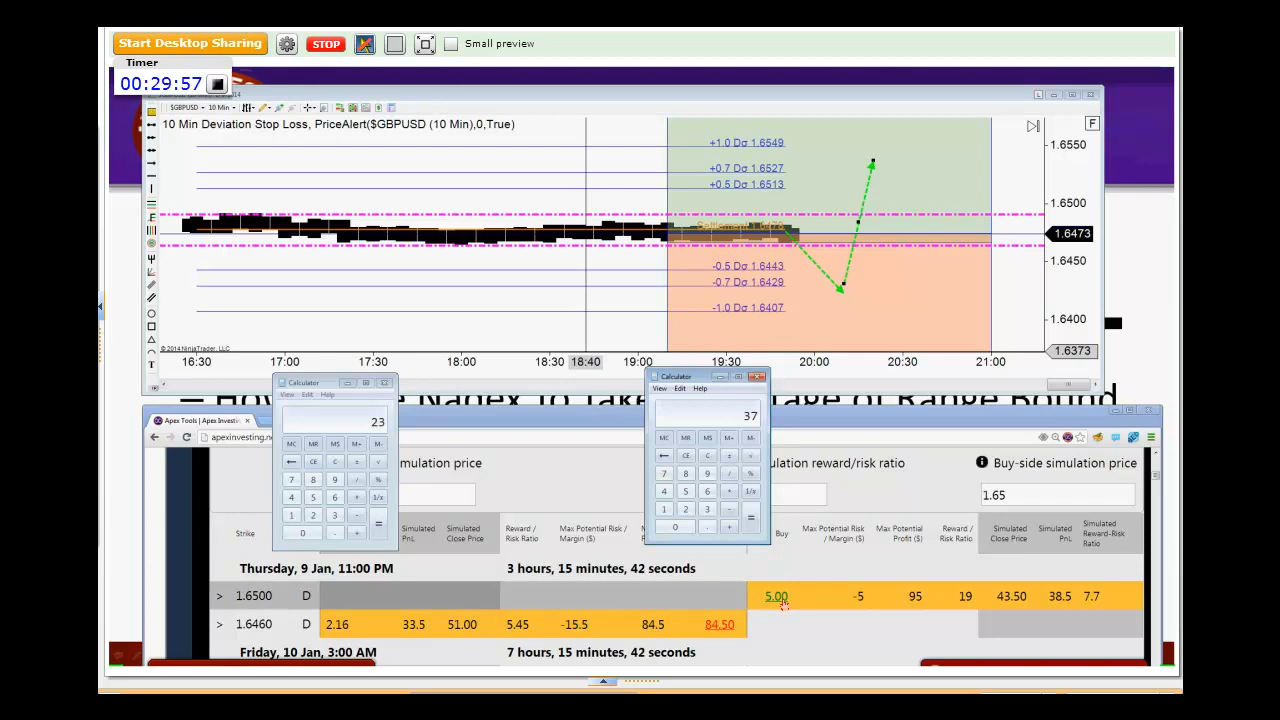 Start Desktop Sharing
STOP
Small preview
Timer
00:29:57
$GBPUSD
10 Min
10 Min Deviation Stop Loss, PriceAlert($GBPUSD (10 Min),0,True)
F
+1.0 Dσ 1.6549
+0.7 Dσ 1.6527
+0.5 Dσ 1.6513
-0.5 Dσ 1.6443
-0.7 Dσ 1.6429
-1.0 Dσ 1.6407
1.6550
1.6500
1.6473
1.6450
1.6400
1.6373
© 2014 NinjaTrader, LLC
16:30 17:00 17:30 18:00 18:30 18:40 19:00 19:30 20:00 20:30 21:00
Calculator
View Edit Help
23
MC MR MS M+ M-
← CE C ± √
7 8 9 / %
4 5 6 * 1/x
1 2 3 - =
0 . +
Calculator
View Edit Help
37
MC MR MS M+ M-
← CE C ± √
7 8 9 / %
4 5 6 * 1/x
1 2 3 - =
0 . +
Apex Tools | Apex Investin
apexinvesting.ne
simulation price
reward/risk ratio
Buy-side simulation price
1.65
Strike
Simulated PnL
Simulated Close Price
Reward / Risk Ratio
Max Potential Risk / Margin ($)
Buy
Max Potential Risk / Margin ($)
Max Potential Profit ($)
Reward / Risk Ratio
Simulated Close Price
Simulated PnL
Simulated Reward-Risk Ratio
Thursday, 9 Jan, 11:00 PM 3 hours, 15 minutes, 42 seconds
> 1.6500 D 5.00 -5 95 19 43.50 38.5 7.7
> 1.6460 D 2.16 33.5 51.00 5.45 -15.5 84.5 84.50
Friday, 10 Jan, 3:00 AM 7 hours, 15 minutes, 42 seconds